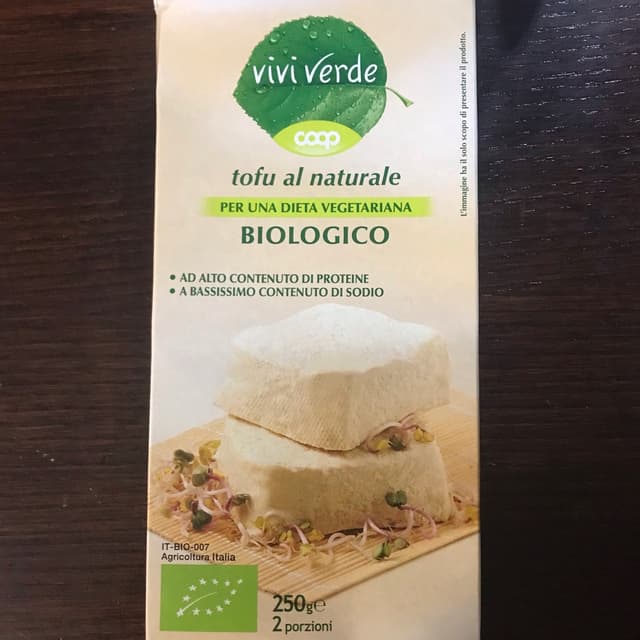 vivi verde
coop
tofu al naturale
PER UNA DIETA VEGETARIANA
BIOLOGICO
• AD ALTO CONTENUTO DI PROTEINE
• A BASSISSIMO CONTENUTO DI SODIO
L'immagine ha il solo scopo di presentare il prodotto.
IT-BIO-007
Agricoltura Italia
250g℮
2 porzioni